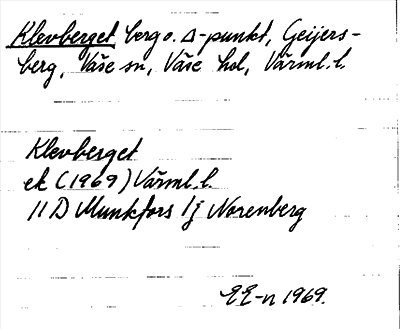 Klevberget berg o. Δ-punkt, Geijers-
berg, Väse sn, Väse hd, Värml. l.
Klevberget
ek (1969) Värml. l.
11 D Munkfors 1j Norenberg
EE-n 1969.